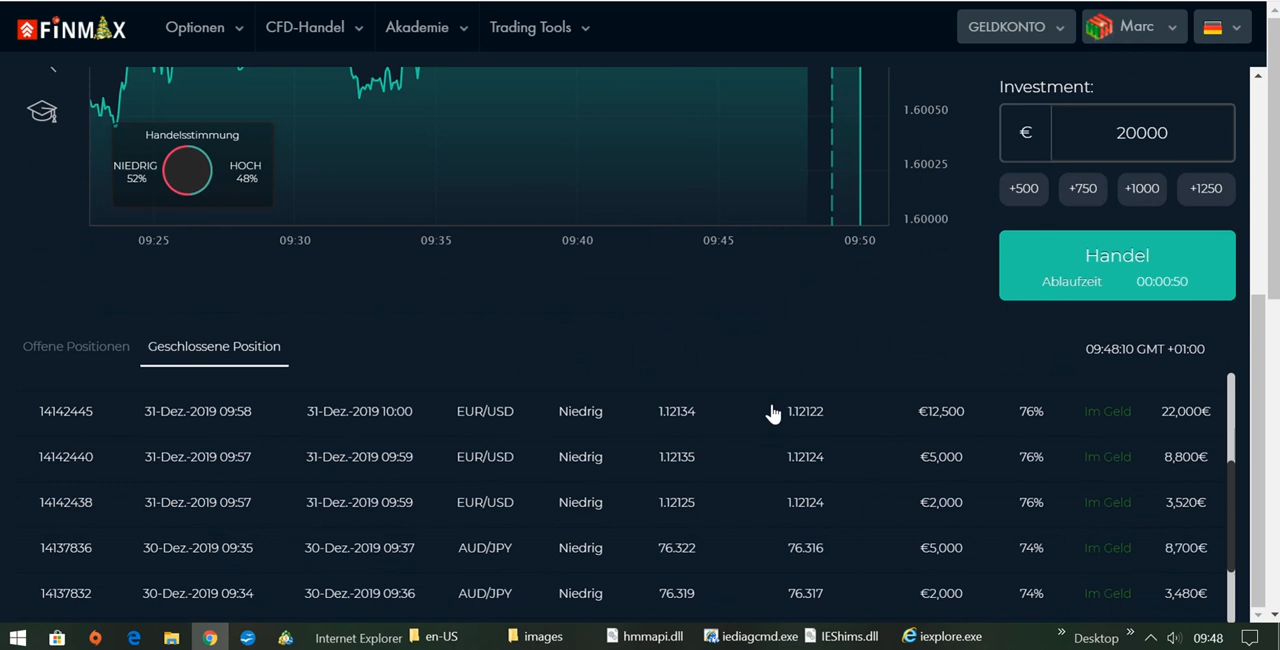 FiNMAX Optionen CFD-Handel Akademie Trading Tools GELDKONTO Marc
Investment:
€ 20000
+500 +750 +1000 +1250
Handel
Ablaufzeit 00:00:50
Handelsstimmung
NIEDRIG 52% HOCH 48%
1.60050
1.60025
1.60000
09:25 09:30 09:35 09:40 09:45 09:50
Offene Positionen Geschlossene Position 09:48:10 GMT +01:00
14142445 31-Dez.-2019 09:58 31-Dez.-2019 10:00 EUR/USD Niedrig 1.12134 1.12122 €12,500 76% Im Geld 22,000€
14142440 31-Dez.-2019 09:57 31-Dez.-2019 09:59 EUR/USD Niedrig 1.12135 1.12124 €5,000 76% Im Geld 8,800€
14142438 31-Dez.-2019 09:57 31-Dez.-2019 09:59 EUR/USD Niedrig 1.12125 1.12124 €2,000 76% Im Geld 3,520€
14137836 30-Dez.-2019 09:35 30-Dez.-2019 09:37 AUD/JPY Niedrig 76.322 76.316 €5,000 74% Im Geld 8,700€
14137832 30-Dez.-2019 09:34 30-Dez.-2019 09:36 AUD/JPY Niedrig 76.319 76.317 €2,000 74% Im Geld 3,480€
Internet Explorer en-US images hmmapi.dll iediagcmd.exe IEShims.dll iexplore.exe Desktop 09:48